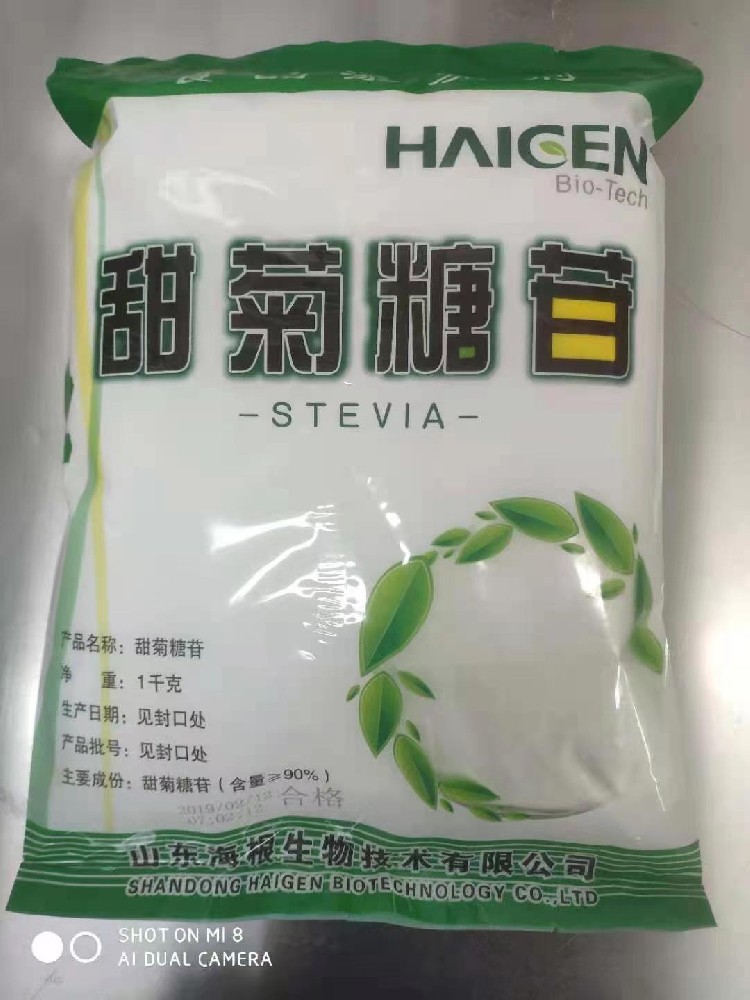 HAIGEN
Bio-Tech
甜菊糖苷
-STEVIA-
产品名称：甜菊糖苷
净 重：1千克
生产日期：见封口处
产品批号：见封口处
主要成份：甜菊糖苷（含量≥90%）
2019/02/12 合格
山东海根生物技术有限公司
SHANDONG HAIGEN BIOTECHNOLOGY CO.,LTD
SHOT ON MI 8
AI DUAL CAMERA